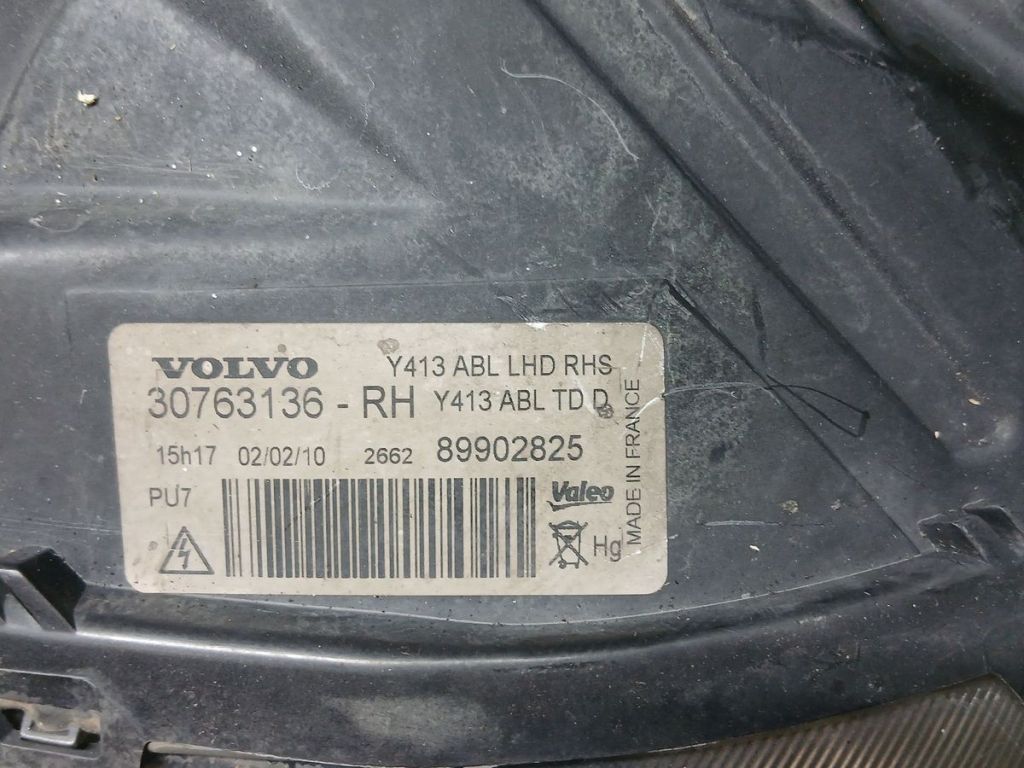 VOLVO Y413 ABL LHD RHS
30763136 - RH Y413 ABL TD D
15h17 02/02/10 2662 89902825
PU7 Valeo
Hg
MADE IN FRANCE